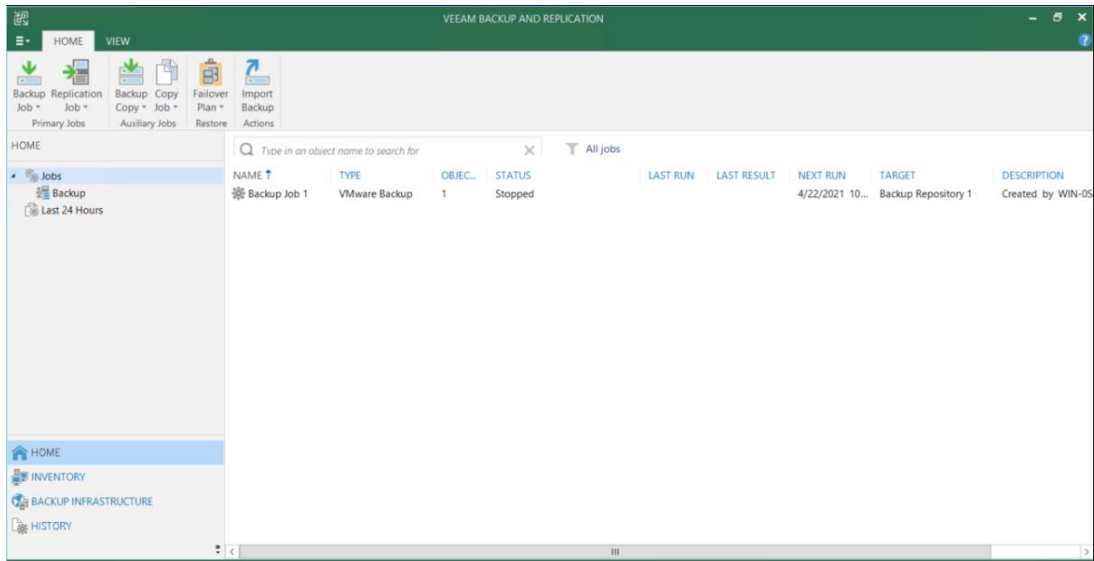 VEEAM BACKUP AND REPLICATION
HOME VIEW
Backup Job
Replication Job
Backup Copy
Copy Job
Failover Plan
Import Backup
Primary Jobs Auxiliary Jobs Restore Actions
HOME
Type in an object name to search for
All jobs
Jobs
Backup
Last 24 Hours
NAME TYPE OBJEC... STATUS LAST RUN LAST RESULT NEXT RUN TARGET DESCRIPTION
Backup Job 1 VMware Backup 1 Stopped 4/22/2021 10... Backup Repository 1 Created by WIN-0S
HOME
INVENTORY
BACKUP INFRASTRUCTURE
HISTORY